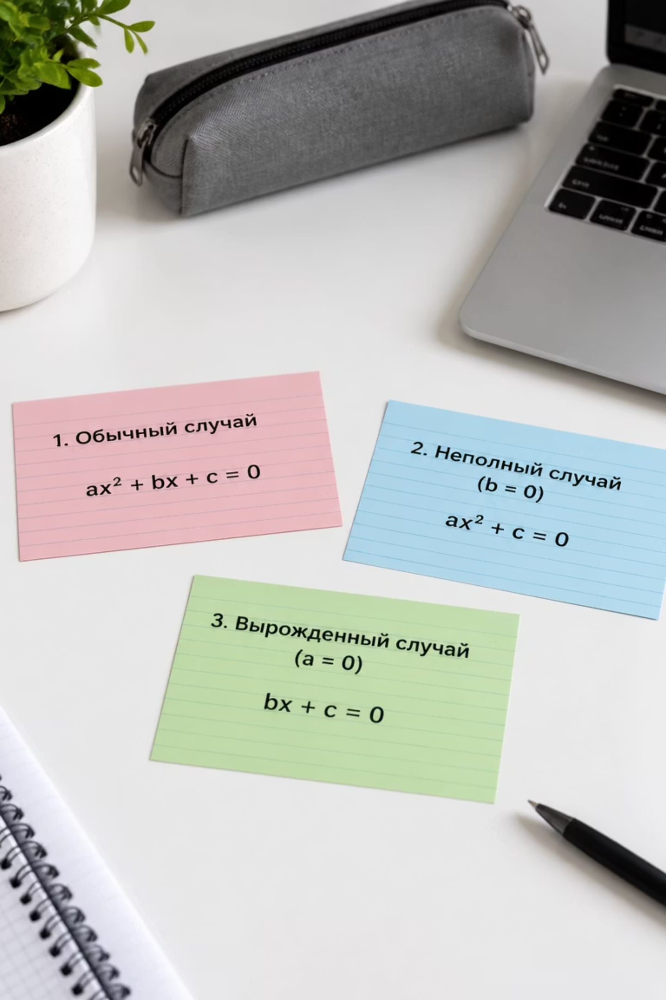 1. Обычный случай
ax² + bx + c = 0
2. Неполный случай
(b = 0)
ax² + c = 0
3. Вырожденный случай
(a = 0)
bx + c = 0